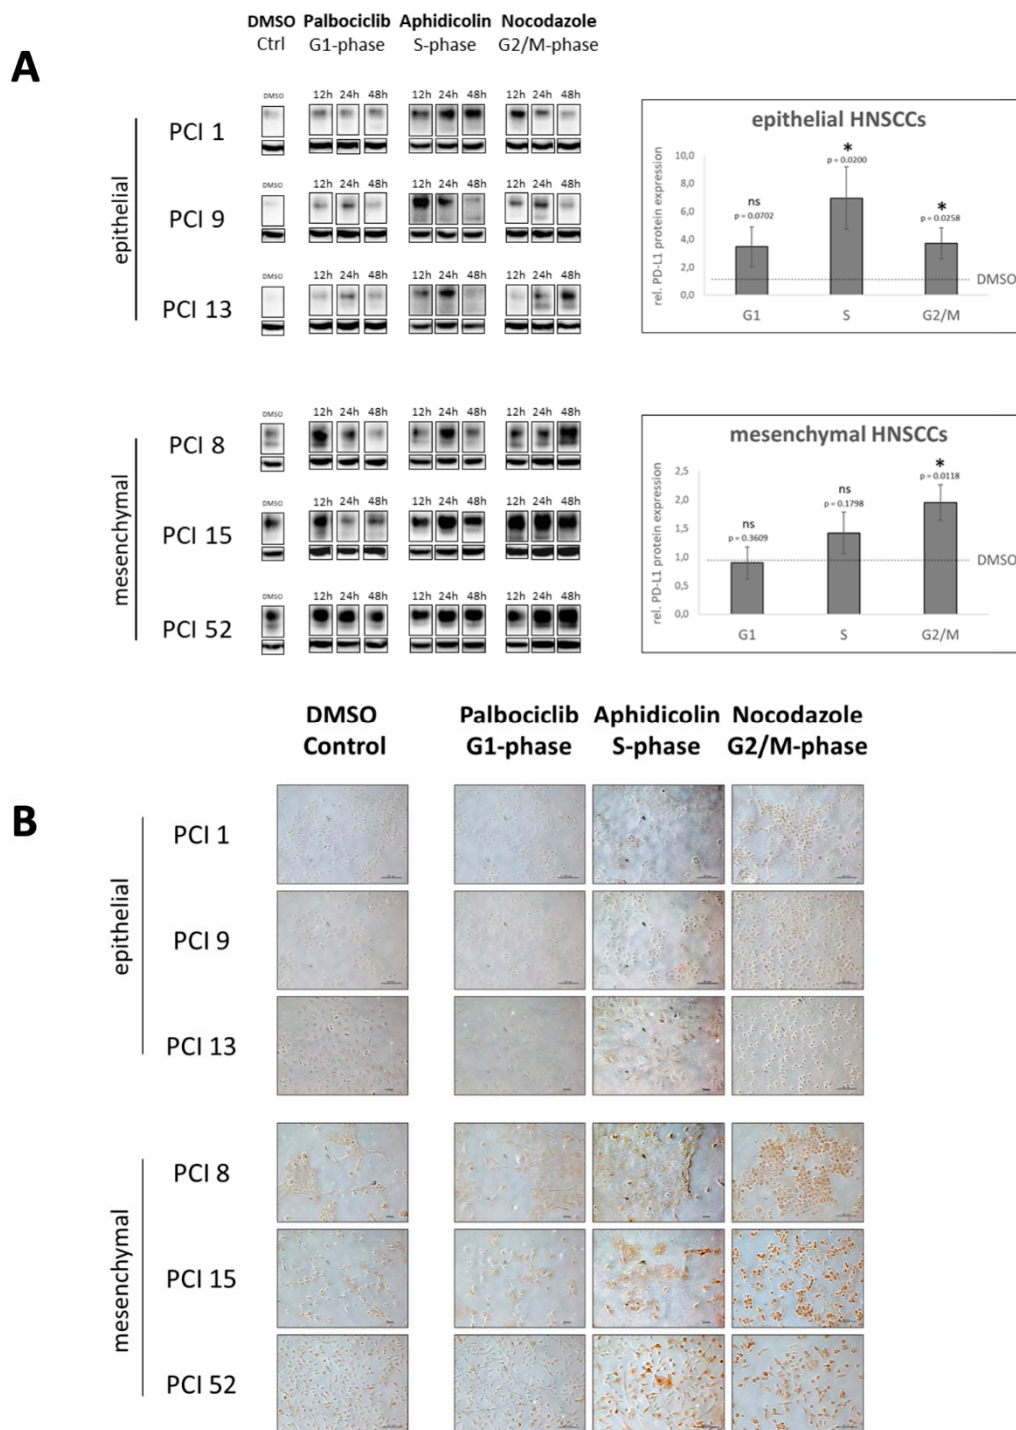 A
DMSO Palbociclib Aphidicolin Nocodazole
Ctrl G1-phase S-phase G2/M-phase
epithelial
DMSO 12h 24h 48h 12h 24h 48h 12h 24h 48h
PCI 1
DMSO 12h 24h 48h 12h 24h 48h 12h 24h 48h
PCI 9
DMSO 12h 24h 48h 12h 24h 48h 12h 24h 48h
PCI 13
epithelial HNSCCs
rel. PD-L1 protein expression
10,0
8,0
6,0
4,0
2,0
0,0
ns
p = 0.0702
*
p = 0.0200
*
p = 0.0258
DMSO
G1 S G2/M
mesenchymal
DMSO 12h 24h 48h 12h 24h 48h 12h 24h 48h
PCI 8
DMSO 12h 24h 48h 12h 24h 48h 12h 24h 48h
PCI 15
DMSO 12h 24h 48h 12h 24h 48h 12h 24h 48h
PCI 52
mesenchymal HNSCCs
rel. PD-L1 protein expression
2,5
2,0
1,5
1,0
0,5
0,0
ns
p = 0.3609
ns
p = 0.1798
*
p = 0.0118
DMSO
G1 S G2/M
B
DMSO Palbociclib Aphidicolin Nocodazole
Control G1-phase S-phase G2/M-phase
epithelial
PCI 1
PCI 9
PCI 13
mesenchymal
PCI 8
PCI 15
PCI 52